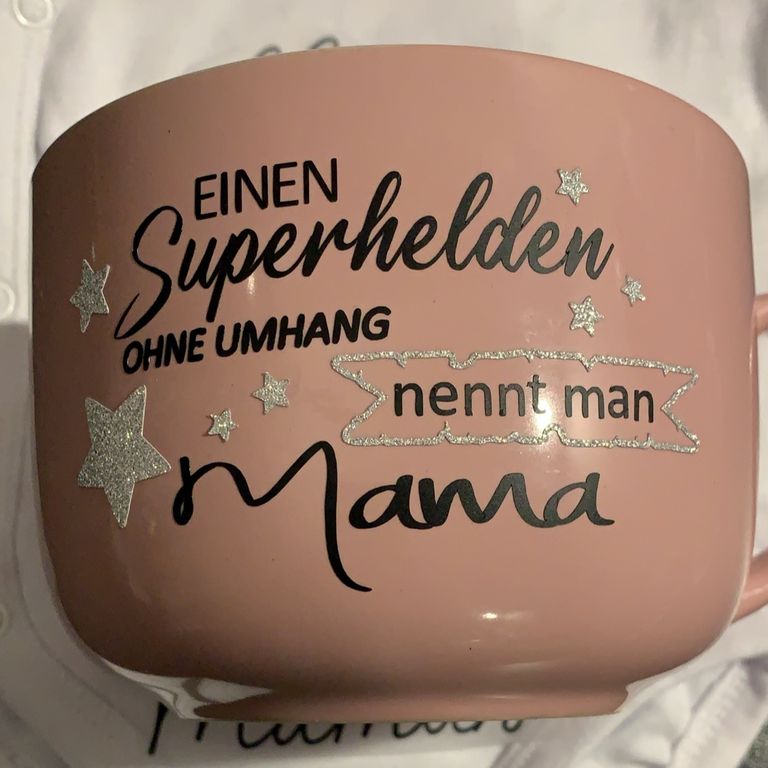 EINEN
Superhelden
OHNE UMHANG
nennt man
Mama